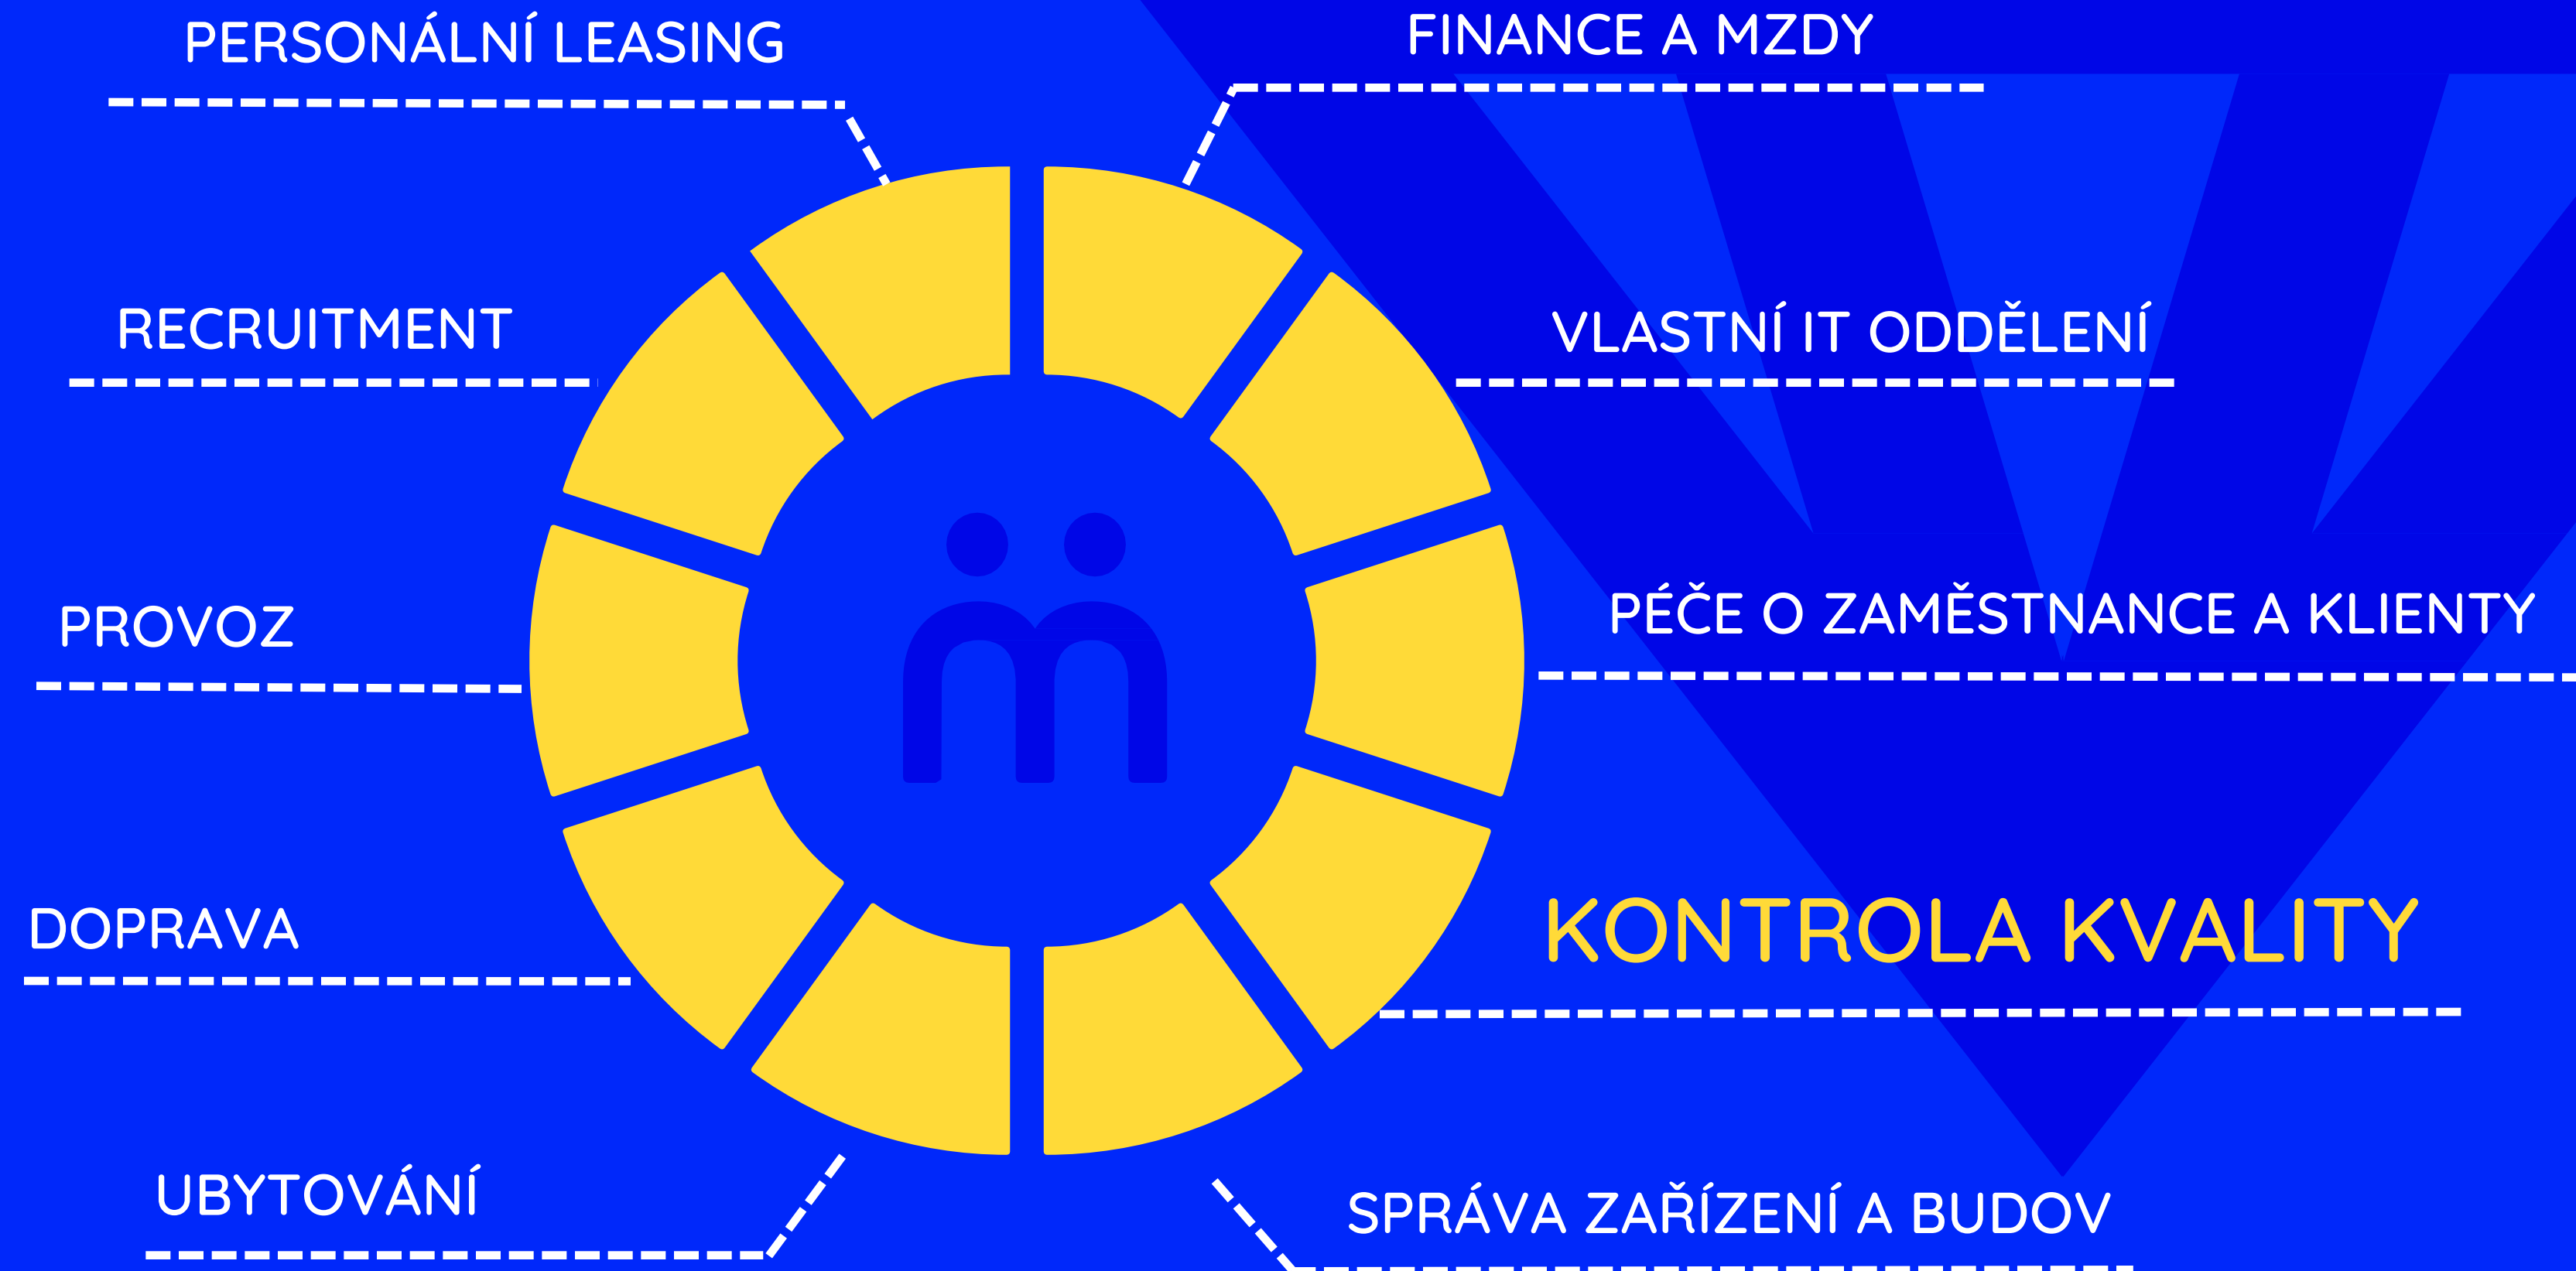 PERSONÁLNÍ LEASING
FINANCE A MZDY
RECRUITMENT
VLASTNÍ IT ODDĚLENÍ
PROVOZ
PÉČE O ZAMĚSTNANCE A KLIENTY
DOPRAVA
KONTROLA KVALITY
UBYTOVÁNÍ
SPRÁVA ZAŘÍZENÍ A BUDOV